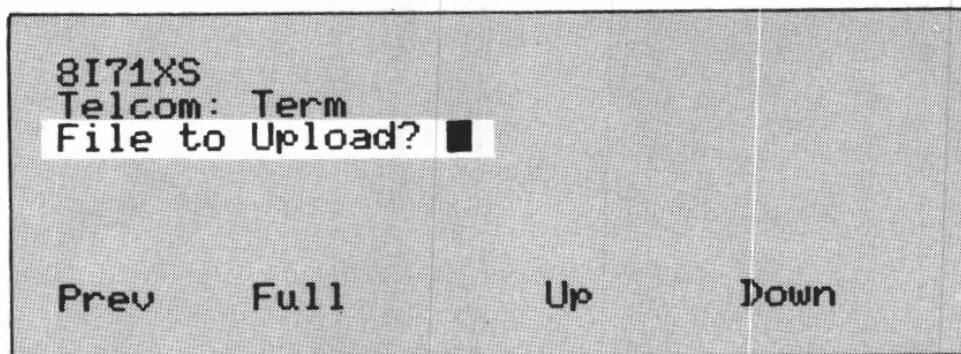 8I71XS
Telcom: Term
File to Upload? 
Prev Full Up Down